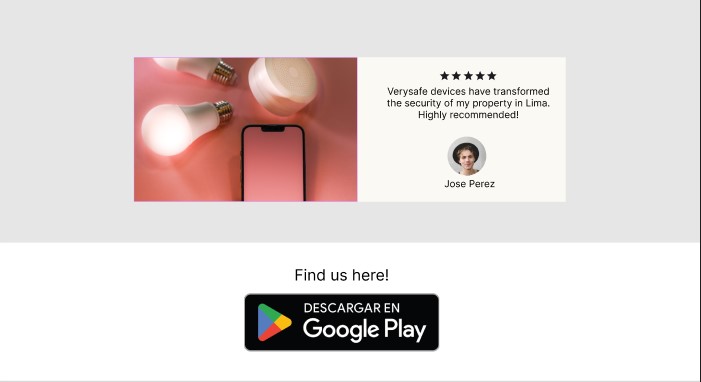 Verysafe devices have transformed
the security of my property in Lima.
Highly recommended!
Jose Perez
Find us here!
DESCARGAR EN
Google Play